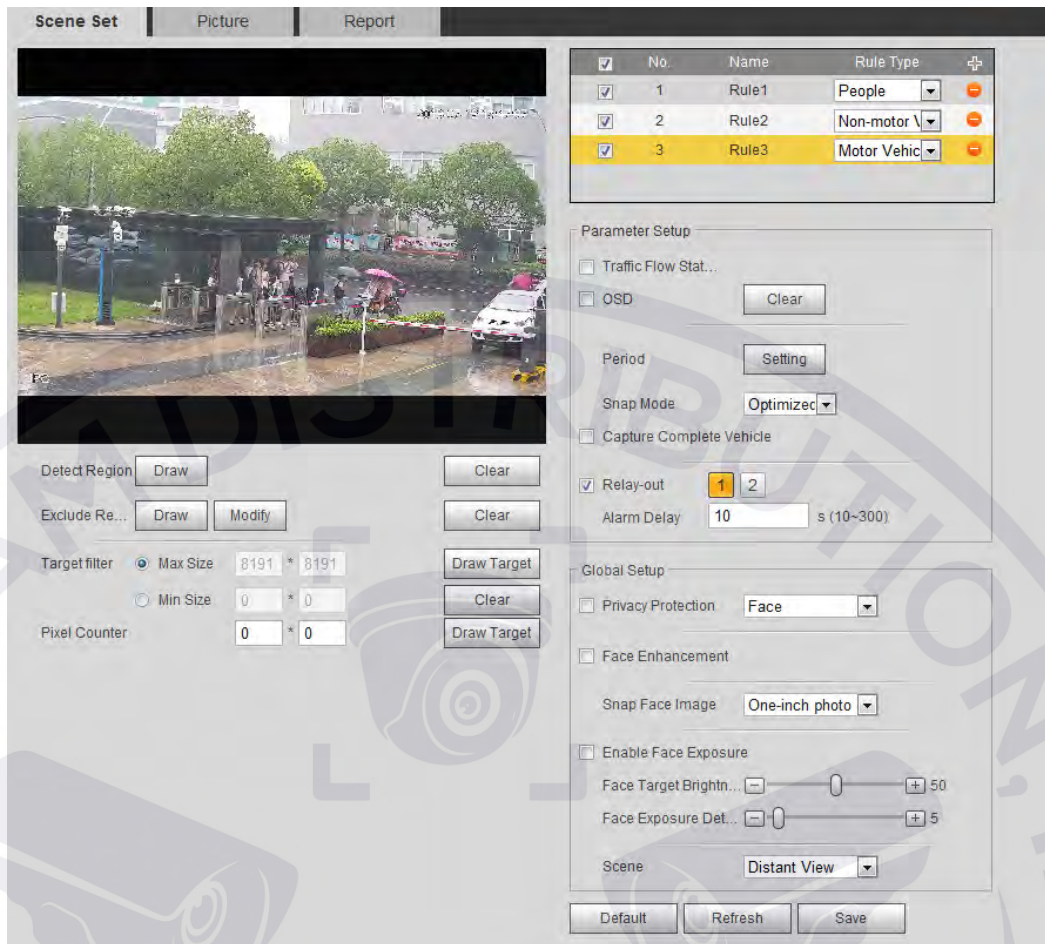 Scene Set Picture Report
No. Name Rule Type
1 Rule1 People
2 Rule2 Non-motor V
3 Rule3 Motor Vehic
Parameter Setup
Traffic Flow Stat...
OSD Clear
Period Setting
Snap Mode Optimized
Capture Complete Vehicle
Relay-out 1 2
Alarm Delay 10 s (10~300)
Detect Region Draw Clear
Exclude Re... Draw Modify Clear
Target filter Max Size 8191 * 8191 Draw Target
Min Size 0 * 0 Clear
Pixel Counter 0 * 0 Draw Target
Global Setup
Privacy Protection Face
Face Enhancement
Snap Face Image One-inch photo
Enable Face Exposure
Face Target Brightn... 50
Face Exposure Det... 5
Scene Distant View
Default Refresh Save
DISTRIBUTION,